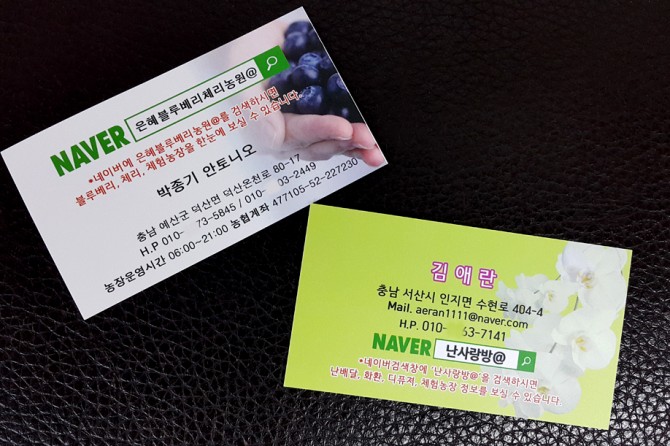 NAVER 은혜블루베리체리농원@
*네이버에 은혜블루베리농원@를 검색하시면
블루베리, 체리, 체험농장을 한눈에 보실 수 있습니다.
박종기 안토니오
충남 예산군 덕산면 덕산온천로 80-17
H.P 010- 73-5845 / 010- 03-2449
농장운영시간 06:00~21:00 농협계좌 477105-52-227230
김애란
충남 서산시 인지면 수현로 404-4
Mail. aeran1111@naver.com
H.P. 010- 53-7141
NAVER 난사랑방@
*네이버검색창에 '난사랑방@'을 검색하시면
난배달, 화환, 디퓨져, 체험농장 정보를 보실 수 있습니다